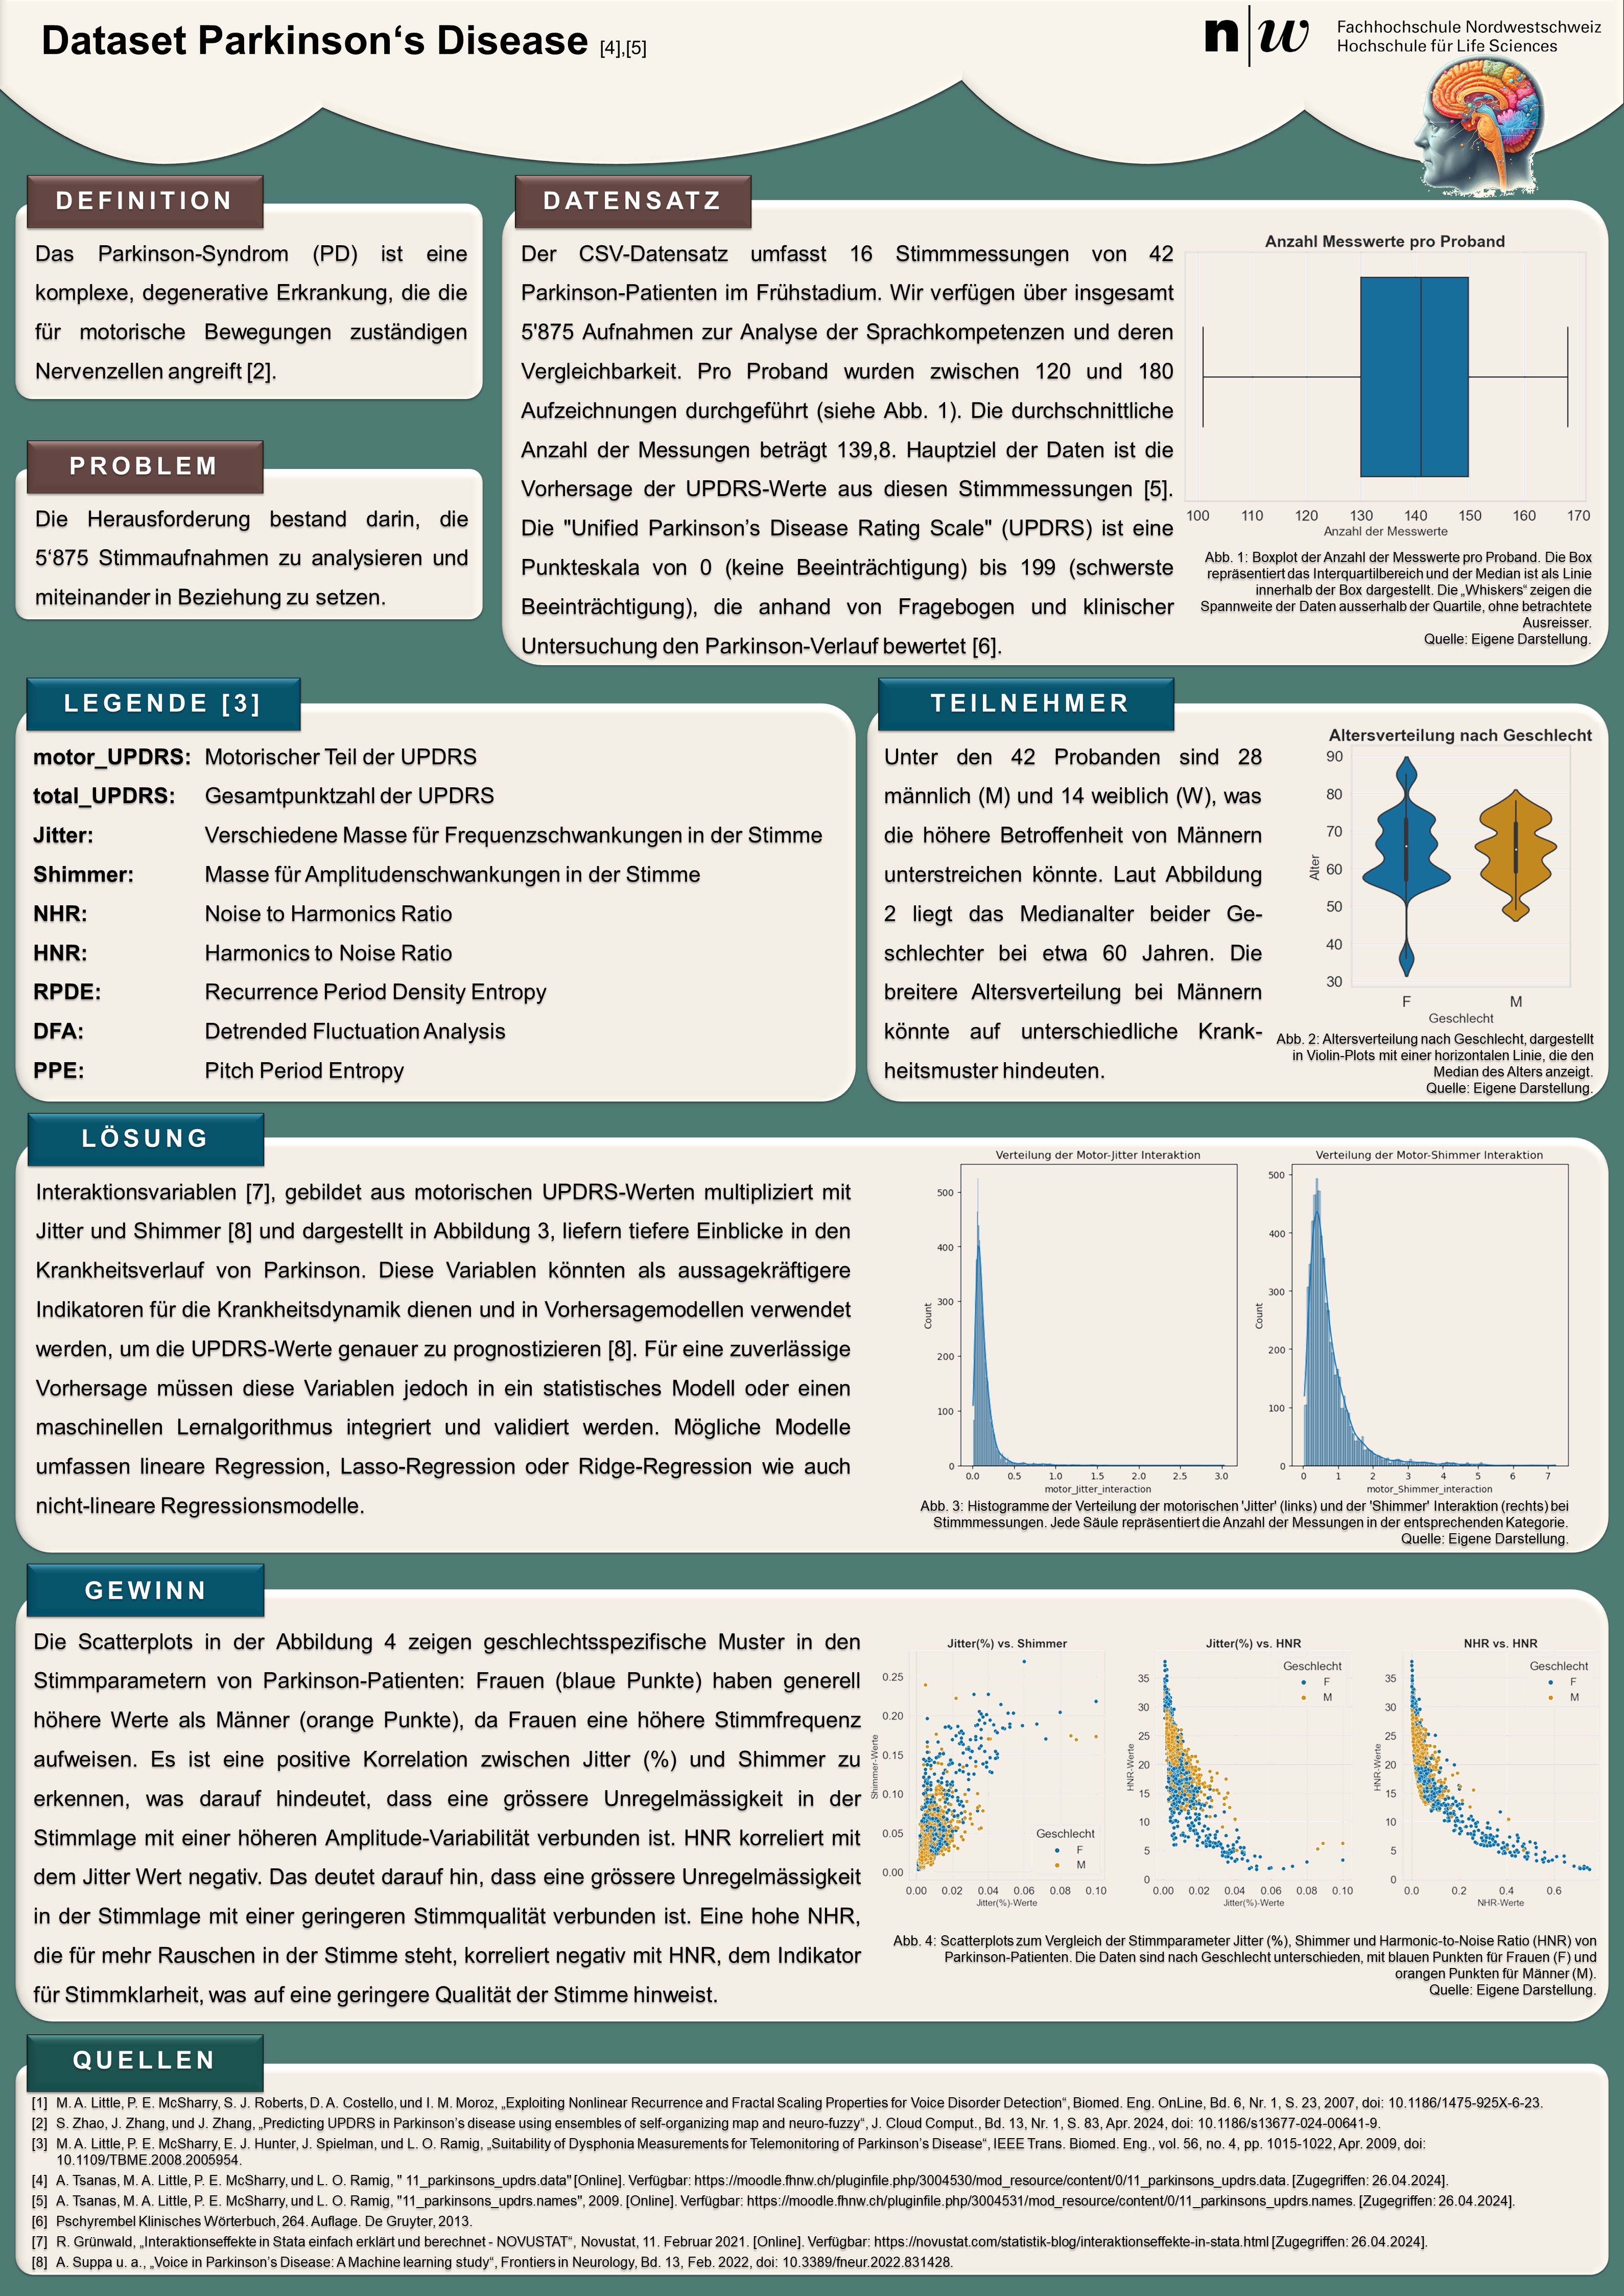 Dataset Parkinson‘s Disease [4],[5]
n|w
Fachhochschule Nordwestschweiz
Hochschule für Life Sciences
DEFINITION
Das Parkinson-Syndrom (PD) ist eine
komplexe, degenerative Erkrankung, die die
für motorische Bewegungen zuständigen
Nervenzellen angreift [2].
PROBLEM
Die Herausforderung bestand darin, die
5‘875 Stimmaufnahmen zu analysieren und
miteinander in Beziehung zu setzen.
DATENSATZ
Der CSV-Datensatz umfasst 16 Stimmmessungen von 42
Parkinson-Patienten im Frühstadium. Wir verfügen über insgesamt
5'875 Aufnahmen zur Analyse der Sprachkompetenzen und deren
Vergleichbarkeit. Pro Proband wurden zwischen 120 und 180
Aufzeichnungen durchgeführt (siehe Abb. 1). Die durchschnittliche
Anzahl der Messungen beträgt 139,8. Hauptziel der Daten ist die
Vorhersage der UPDRS-Werte aus diesen Stimmmessungen [5].
Die "Unified Parkinson’s Disease Rating Scale" (UPDRS) ist eine
Punkteskala von 0 (keine Beeinträchtigung) bis 199 (schwerste
Beeinträchtigung), die anhand von Fragebogen und klinischer
Untersuchung den Parkinson-Verlauf bewertet [6].
Anzahl Messwerte pro Proband
100 110 120 130 140 150 160 170
Anzahl der Messwerte
Abb. 1: Boxplot der Anzahl der Messwerte pro Proband. Die Box
repräsentiert das Interquartilbereich und der Median ist als Linie
innerhalb der Box dargestellt. Die „Whiskers“ zeigen die
Spannweite der Daten ausserhalb der Quartile, ohne betrachtete
Ausreisser.
Quelle: Eigene Darstellung.
LEGENDE [3]
motor_UPDRS: Motorischer Teil der UPDRS
total_UPDRS: Gesamtpunktzahl der UPDRS
Jitter: Verschiedene Masse für Frequenzschwankungen in der Stimme
Shimmer: Masse für Amplitudenschwankungen in der Stimme
NHR: Noise to Harmonics Ratio
HNR: Harmonics to Noise Ratio
RPDE: Recurrence Period Density Entropy
DFA: Detrended Fluctuation Analysis
PPE: Pitch Period Entropy
TEILNEHMER
Unter den 42 Probanden sind 28
männlich (M) und 14 weiblich (W), was
die höhere Betroffenheit von Männern
unterstreichen könnte. Laut Abbildung
2 liegt das Medianalter beider Ge-
schlechter bei etwa 60 Jahren. Die
breitere Altersverteilung bei Männern
könnte auf unterschiedliche Krank-
heitsmuster hindeuten.
Altersverteilung nach Geschlecht
90
80
70
60
50
40
30
Alter
F M
Geschlecht
Abb. 2: Altersverteilung nach Geschlecht, dargestellt
in Violin-Plots mit einer horizontalen Linie, die den
Median des Alters anzeigt.
Quelle: Eigene Darstellung.
LÖSUNG
Interaktionsvariablen [7], gebildet aus motorischen UPDRS-Werten multipliziert mit
Jitter und Shimmer [8] und dargestellt in Abbildung 3, liefern tiefere Einblicke in den
Krankheitsverlauf von Parkinson. Diese Variablen könnten als aussagekräftigere
Indikatoren für die Krankheitsdynamik dienen und in Vorhersagemodellen verwendet
werden, um die UPDRS-Werte genauer zu prognostizieren [8]. Für eine zuverlässige
Vorhersage müssen diese Variablen jedoch in ein statistisches Modell oder einen
maschinellen Lernalgorithmus integriert und validiert werden. Mögliche Modelle
umfassen lineare Regression, Lasso-Regression oder Ridge-Regression wie auch
nicht-lineare Regressionsmodelle.
Verteilung der Motor-Jitter Interaktion
500
400
300
200
100
0
Count
0.0 0.5 1.0 1.5 2.0 2.5 3.0
motor_Jitter_interaction
Verteilung der Motor-Shimmer Interaktion
500
400
300
200
100
0
Count
0 1 2 3 4 5 6 7
motor_Shimmer_interaction
Abb. 3: Histogramme der Verteilung der motorischen 'Jitter' (links) und der 'Shimmer' Interaktion (rechts) bei
Stimmmessungen. Jede Säule repräsentiert die Anzahl der Messungen in der entsprechenden Kategorie.
Quelle: Eigene Darstellung.
GEWINN
Die Scatterplots in der Abbildung 4 zeigen geschlechtsspezifische Muster in den
Stimmparametern von Parkinson-Patienten: Frauen (blaue Punkte) haben generell
höhere Werte als Männer (orange Punkte), da Frauen eine höhere Stimmfrequenz
aufweisen. Es ist eine positive Korrelation zwischen Jitter (%) und Shimmer zu
erkennen, was darauf hindeutet, dass eine grössere Unregelmässigkeit in der
Stimmlage mit einer höheren Amplitude-Variabilität verbunden ist. HNR korreliert mit
dem Jitter Wert negativ. Das deutet darauf hin, dass eine grössere Unregelmässigkeit
in der Stimmlage mit einer geringeren Stimmqualität verbunden ist. Eine hohe NHR,
die für mehr Rauschen in der Stimme steht, korreliert negativ mit HNR, dem Indikator
für Stimmklarheit, was auf eine geringere Qualität der Stimme hinweist.
Jitter(%) vs. Shimmer
0.25
0.20
0.15
0.10
0.05
0.00
Shimmer-Werte
Geschlecht
F
M
0.00 0.02 0.04 0.06 0.08 0.10
Jitter(%)-Werte
Jitter(%) vs. HNR
Geschlecht
F
M
35
30
25
20
15
10
5
0
HNR-Werte
0.00 0.02 0.04 0.06 0.08 0.10
Jitter(%)-Werte
NHR vs. HNR
Geschlecht
F
M
35
30
25
20
15
10
5
0
HNR-Werte
0.0 0.2 0.4 0.6
NHR-Werte
Abb. 4: Scatterplots zum Vergleich der Stimmparameter Jitter (%), Shimmer und Harmonic-to-Noise Ratio (HNR) von
Parkinson-Patienten. Die Daten sind nach Geschlecht unterschieden, mit blauen Punkten für Frauen (F) und
orangen Punkten für Männer (M).
Quelle: Eigene Darstellung.
QUELLEN
[1] M. A. Little, P. E. McSharry, S. J. Roberts, D. A. Costello, und I. M. Moroz, „Exploiting Nonlinear Recurrence and Fractal Scaling Properties for Voice Disorder Detection“, Biomed. Eng. OnLine, Bd. 6, Nr. 1, S. 23, 2007, doi: 10.1186/1475-925X-6-23.
[2] S. Zhao, J. Zhang, und J. Zhang, „Predicting UPDRS in Parkinson’s disease using ensembles of self-organizing map and neuro-fuzzy“, J. Cloud Comput., Bd. 13, Nr. 1, S. 83, Apr. 2024, doi: 10.1186/s13677-024-00641-9.
[3] M. A. Little, P. E. McSharry, E. J. Hunter, J. Spielman, und L. O. Ramig, „Suitability of Dysphonia Measurements for Telemonitoring of Parkinson’s Disease“, IEEE Trans. Biomed. Eng., vol. 56, no. 4, pp. 1015-1022, Apr. 2009, doi:
10.1109/TBME.2008.2005954.
[4] A. Tsanas, M. A. Little, P. E. McSharry, und L. O. Ramig, " 11_parkinsons_updrs.data" [Online]. Verfügbar: https://moodle.fhnw.ch/pluginfile.php/3004530/mod_resource/content/0/11_parkinsons_updrs.data. [Zugegriffen: 26.04.2024].
[5] A. Tsanas, M. A. Little, P. E. McSharry, und L. O. Ramig, "11_parkinsons_updrs.names", 2009. [Online]. Verfügbar: https://moodle.fhnw.ch/pluginfile.php/3004531/mod_resource/content/0/11_parkinsons_updrs.names. [Zugegriffen: 26.04.2024].
[6] Pschyrembel Klinisches Wörterbuch, 264. Auflage. De Gruyter, 2013.
[7] R. Grünwald, „Interaktionseffekte in Stata einfach erklärt und berechnet - NOVUSTAT“, Novustat, 11. Februar 2021. [Online]. Verfügbar: https://novustat.com/statistik-blog/interaktionseffekte-in-stata.html [Zugegriffen: 26.04.2024].
[8] A. Suppa u. a., „Voice in Parkinson’s Disease: A Machine learning study“, Frontiers in Neurology, Bd. 13, Feb. 2022, doi: 10.3389/fneur.2022.831428.